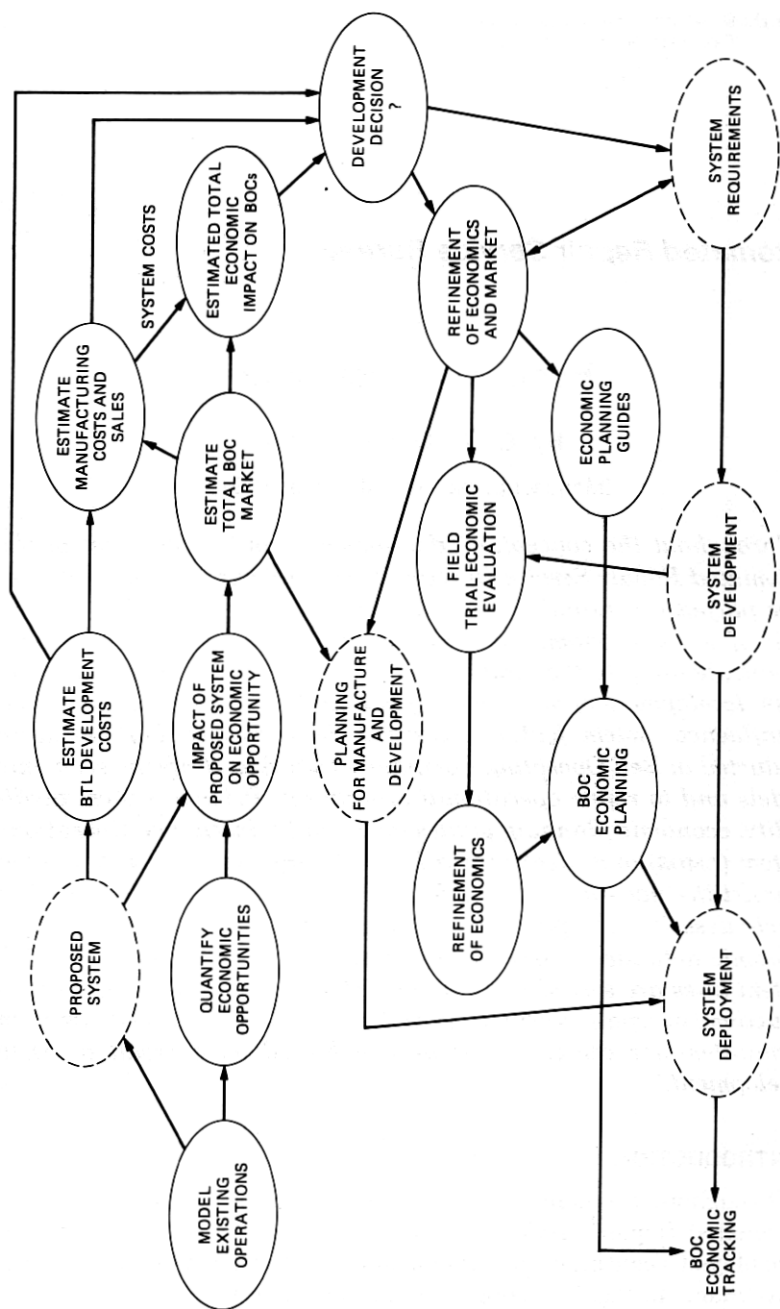 MODEL
EXISTING
OPERATIONS
PROPOSED
SYSTEM
QUANTIFY
ECONOMIC
OPPORTUNITIES
ESTIMATE
BTL DEVELOPMENT
COSTS
IMPACT OF
PROPOSED SYSTEM
ON ECONOMIC
OPPORTUNITY
ESTIMATE
MANUFACTURING
COSTS AND
SALES
ESTIMATE
TOTAL BOC
MARKET
SYSTEM COSTS
ESTIMATED TOTAL
ECONOMIC
IMPACT ON BOCs
DEVELOPMENT
DECISION
?
PLANNING
FOR MANUFACTURE
AND
DEVELOPMENT
REFINEMENT
OF ECONOMICS
AND MARKET
REFINEMENT
OF ECONOMICS
FIELD
TRIAL ECONOMIC
EVALUATION
BOC
ECONOMIC
PLANNING
ECONOMIC
PLANNING
GUIDES
BOC
ECONOMIC
TRACKING
SYSTEM
DEPLOYMENT
SYSTEM
DEVELOPMENT
SYSTEM
REQUIREMENTS